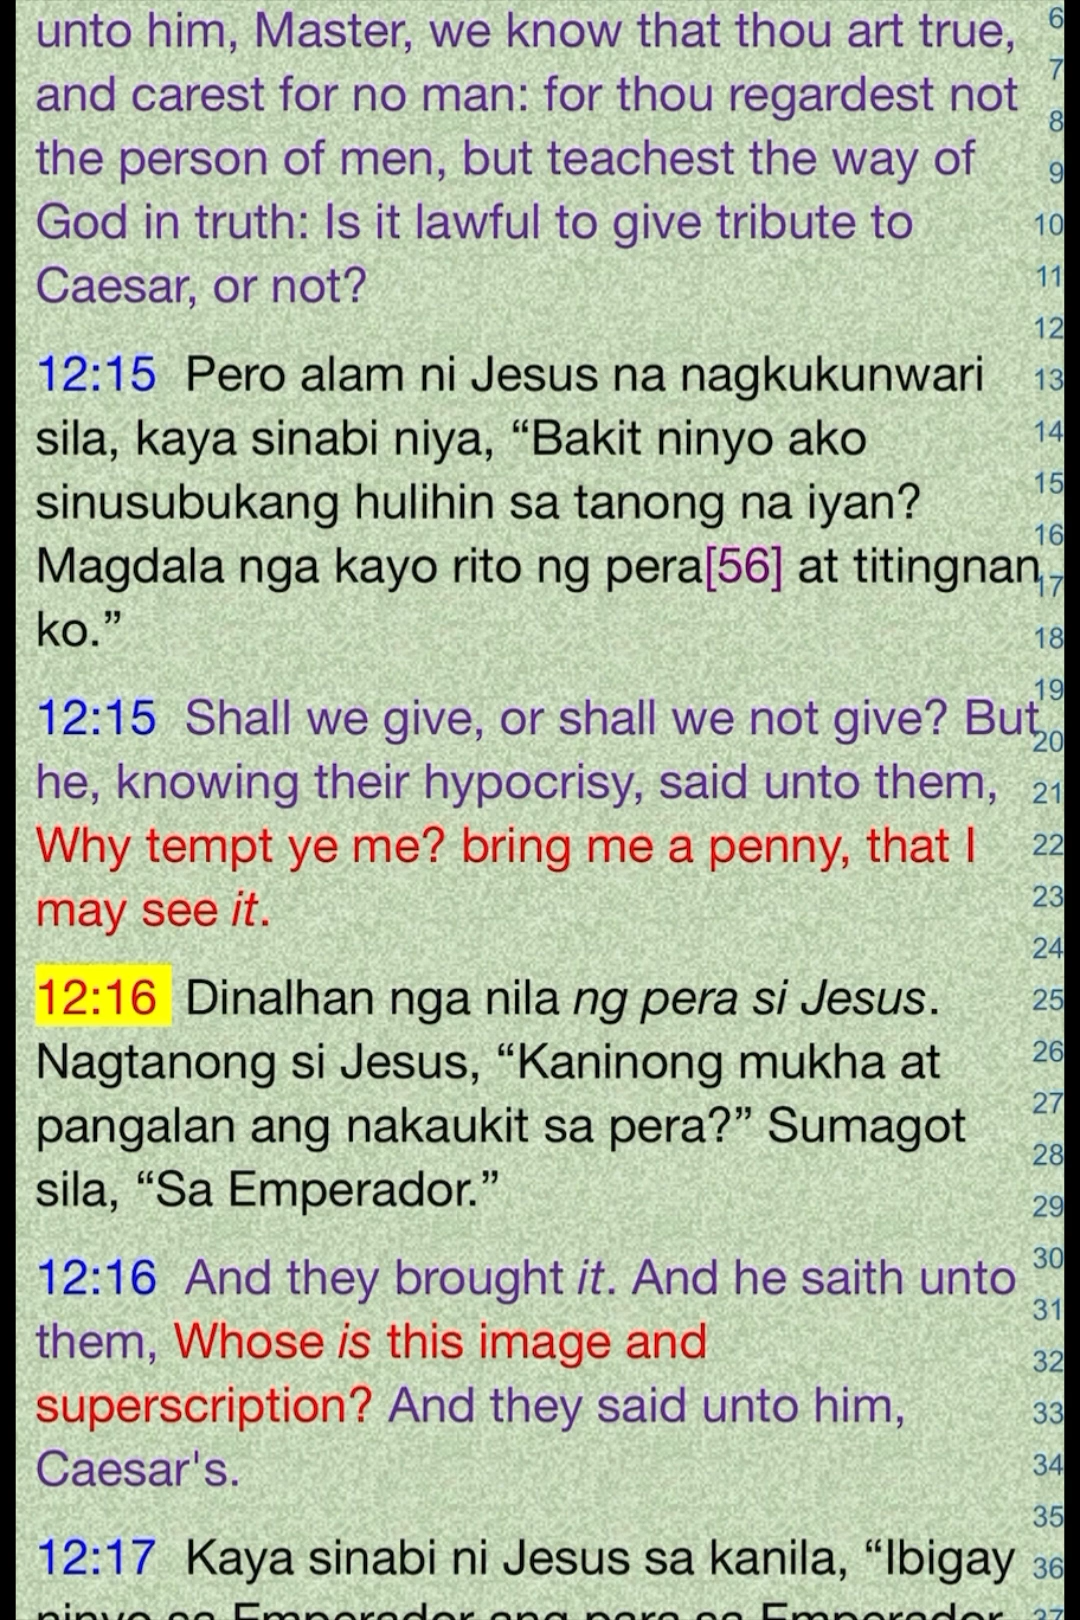 unto him, Master, we know that thou art true,
and carest for no man: for thou regardest not
the person of men, but teachest the way of
God in truth: Is it lawful to give tribute to
Caesar, or not?
12:15 Pero alam ni Jesus na nagkukunwari
sila, kaya sinabi niya, “Bakit ninyo ako
sinusubukang hulihin sa tanong na iyan?
Magdala nga kayo rito ng pera[56] at titingnan
ko.”
12:15 Shall we give, or shall we not give? But
he, knowing their hypocrisy, said unto them,
Why tempt ye me? bring me a penny, that I
may see it.
12:16 Dinalhan nga nila ng pera si Jesus.
Nagtanong si Jesus, “Kaninong mukha at
pangalan ang nakaukit sa pera?” Sumagot
sila, “Sa Emperador.”
12:16 And they brought it. And he saith unto
them, Whose is this image and
superscription? And they said unto him,
Caesar's.
12:17 Kaya sinabi ni Jesus sa kanila, “Ibigay
ninyo sa Emperador ang para sa Emperador
6
7
8
9
10
11
12
13
14
15
16
17
18
19
20
21
22
23
24
25
26
27
28
29
30
31
32
33
34
35
36
37